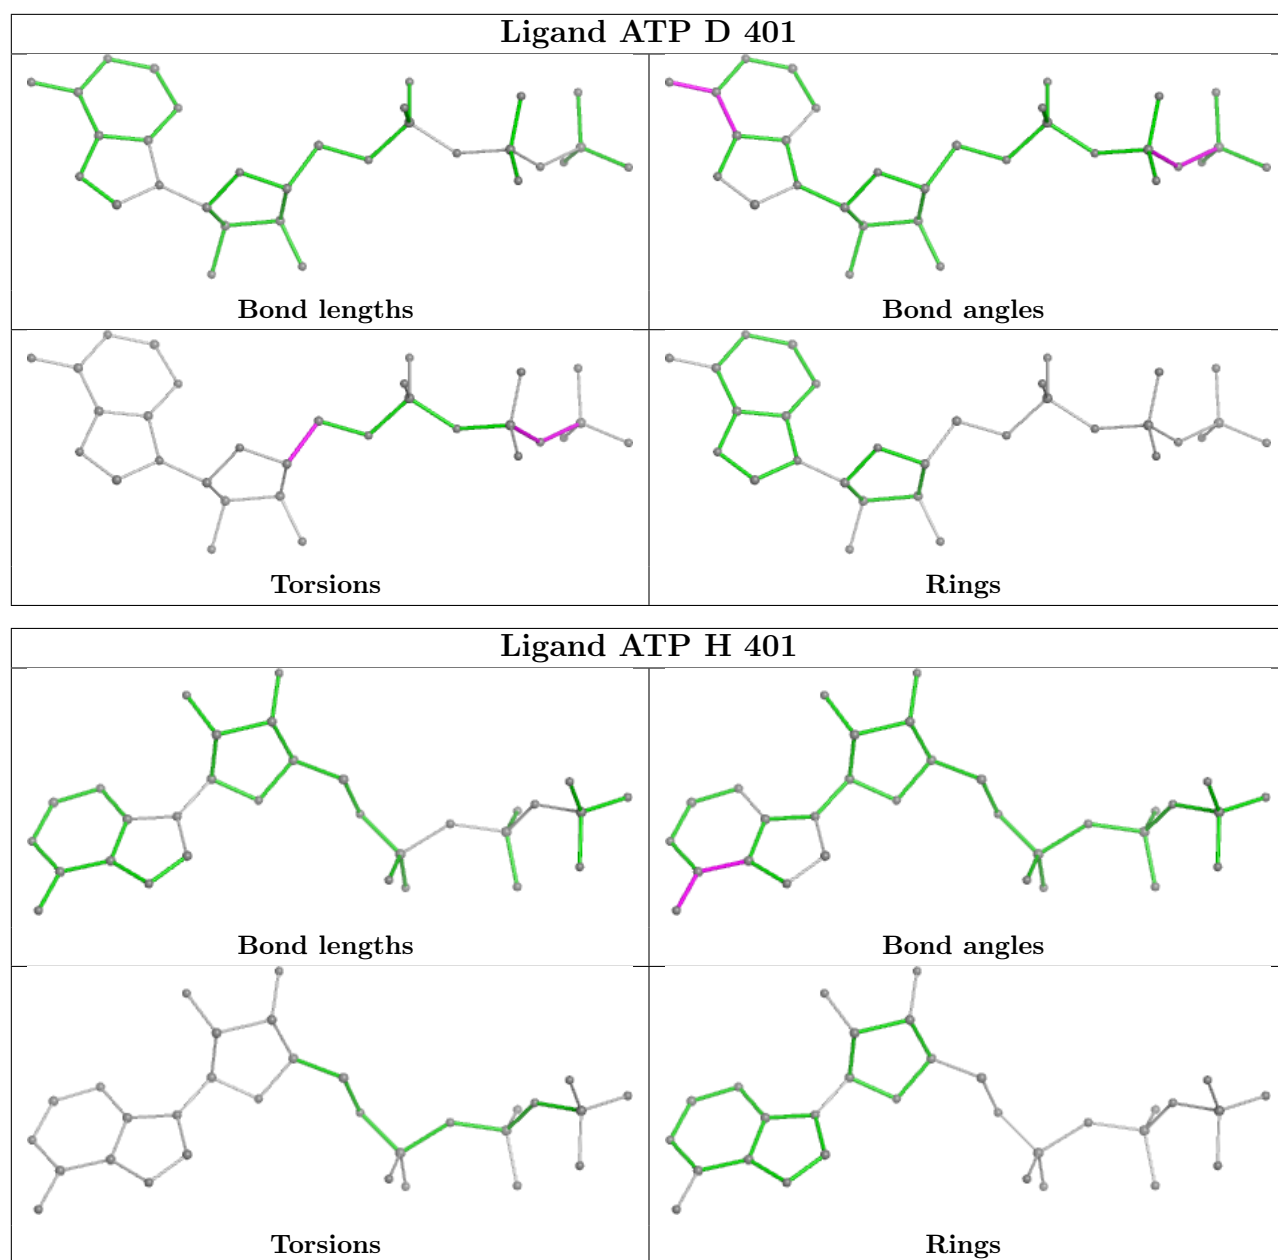 Ligand ATP D 401
Bond lengths
Bond angles
Torsions
Rings
Ligand ATP H 401
Bond lengths
Bond angles
Torsions
Rings